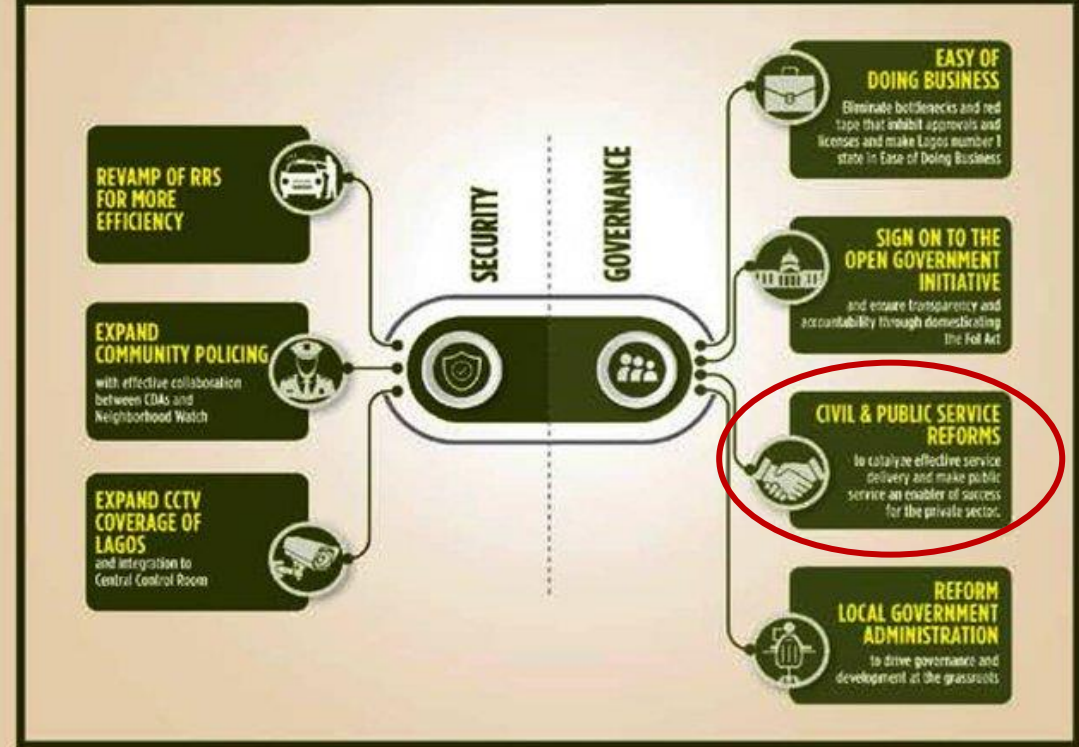 REVAMP OF RRS
FOR MORE
EFFICIENCY
EXPAND
COMMUNITY POLICING
with effective collaboration
between CDAs and
Neighborhood Watch
EXPAND CCTV
COVERAGE OF
LAGOS
and integration to
Central Control Room
SECURITY
GOVERNANCE
EASY OF
DOING BUSINESS
Eliminate bottlenecks and red
tape that inhibit approvals and
licenses and make Lagos number 1
state in Ease of Doing Business
SIGN ON TO THE
OPEN GOVERNMENT
INITIATIVE
and ensure transparency and
accountability through domesticating
the FoI Act
CIVIL & PUBLIC SERVICE
REFORMS
to catalyze effective service
delivery and make public
service an enabler of success
for the private sector.
REFORM
LOCAL GOVERNMENT
ADMINISTRATION
to drive governance and
development at the grassroots